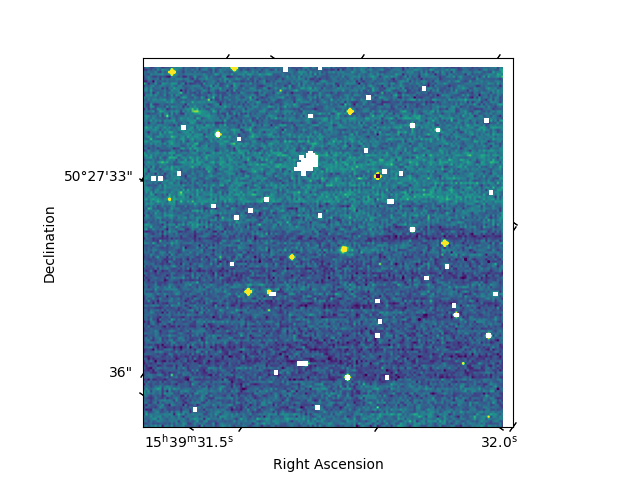 50°27'33"
Declination
36"
15ʰ39ᵐ31.5ˢ
32.0ˢ
Right Ascension